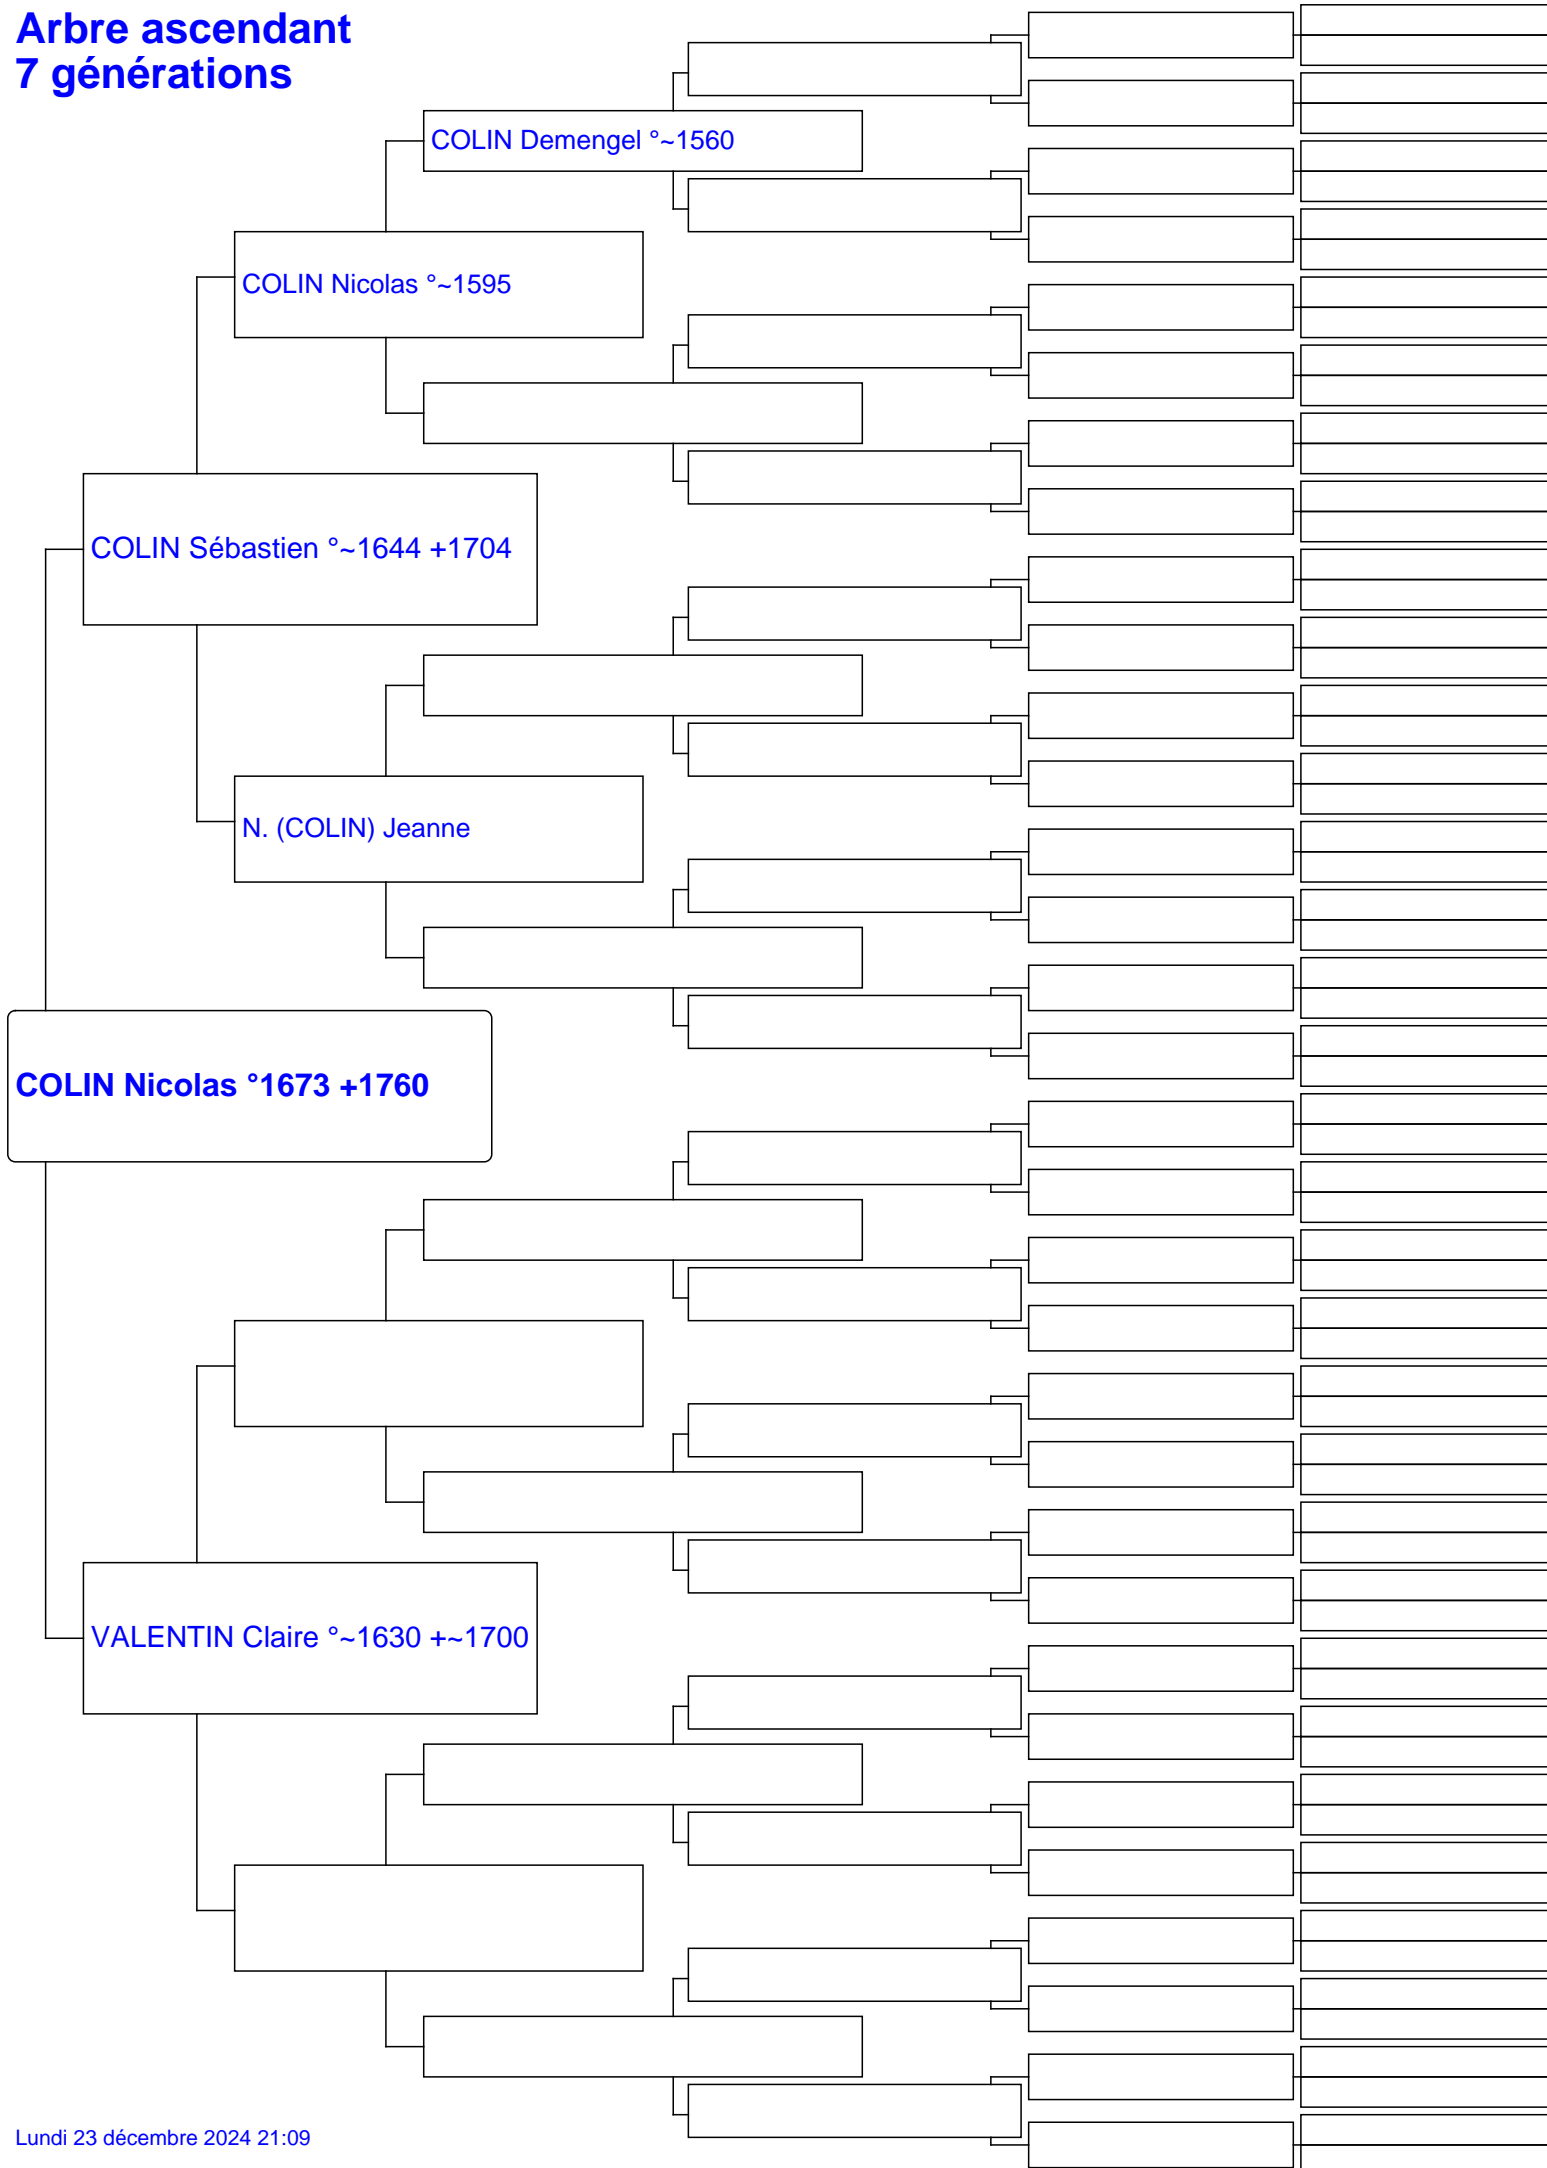 Arbre ascendant
7 générations
COLIN Demengel °~1560
COLIN Nicolas °~1595
COLIN Sébastien °~1644 +1704
N. (COLIN) Jeanne
COLIN Nicolas °1673 +1760
VALENTIN Claire °~1630 +~1700
Lundi 23 décembre 2024 21:09